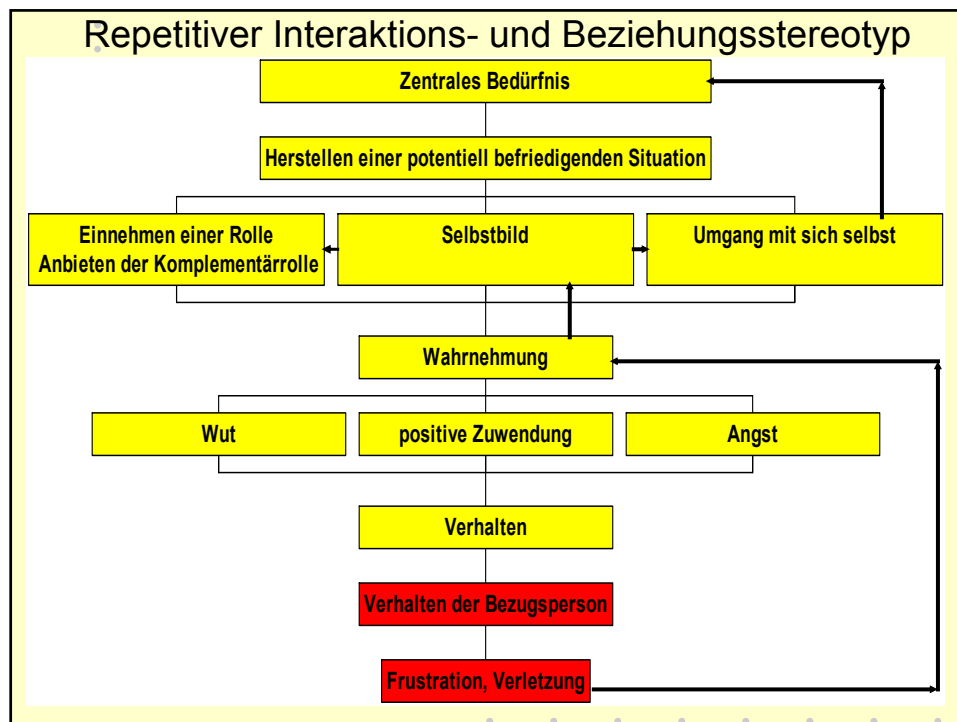 Repetitiver Interaktions- und Beziehungsstereotyp
Zentrales Bedürfnis
Herstellen einer potentiell befriedigenden Situation
Einnehmen einer Rolle
Anbieten der Komplementärrolle
Selbstbild
Umgang mit sich selbst
Wahrnehmung
Wut
positive Zuwendung
Angst
Verhalten
Verhalten der Bezugsperson
Frustration, Verletzung